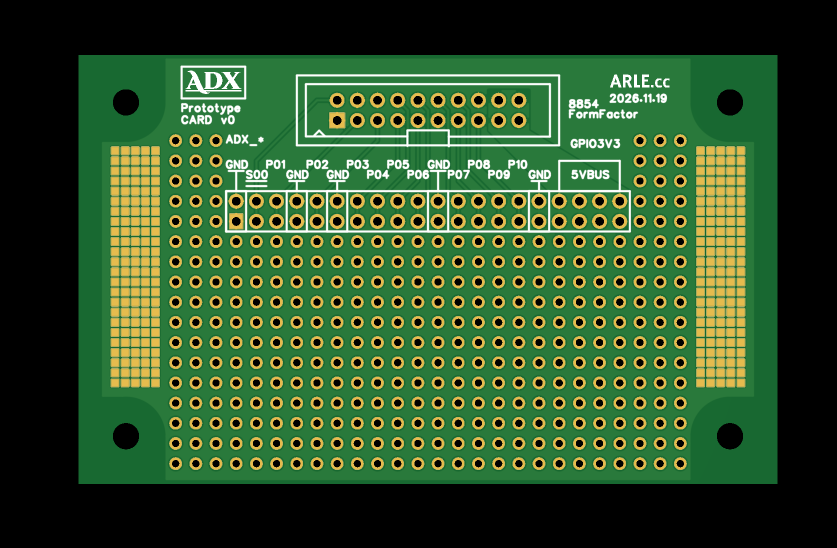 ADX
Prototype
CARD v0
ARLE.cc
2026.11.19
8854
FormFactor
ADX_*
GPIO3V3
GND P01 P02 P03 P05 GND P08 P10
S00 GND GND P04 P06 P07 P09 GND 5VBUS